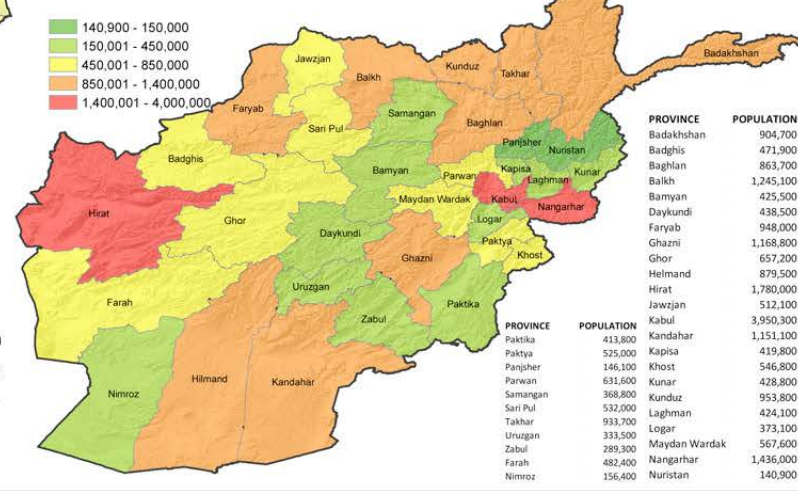 140,900 - 150,000
150,001 - 450,000
450,001 - 850,000
850,001 - 1,400,000
1,400,001 - 4,000,000
Badakhshan
Jawzjan
Kunduz
Takhar
Balkh
Faryab
Samangan
Baghlan
Sari Pul
Panjsher
Nuristan
Badghis
Kapisa
Kunar
Bamyan
Parwan
Laghman
Maydan Wardak
Kabul
Nangarhar
Hirat
Ghor
Logar
Daykundi
Paktya
Khost
Ghazni
Uruzgan
Farah
Paktika
Zabul
Hilmand
Kandahar
Nimroz
PROVINCE POPULATION
Badakhshan 904,700
Badghis 471,900
Baghlan 863,700
Balkh 1,245,100
Bamyan 425,500
Daykundi 438,500
Faryab 948,000
Ghazni 1,168,800
Ghor 657,200
Helmand 879,500
Hirat 1,780,000
Jawzjan 512,100
Kabul 3,950,300
Kandahar 1,151,100
Kapisa 419,800
Khost 546,800
Kunar 428,800
Kunduz 953,800
Laghman 424,100
Logar 373,100
Maydan Wardak 567,600
Nangarhar 1,436,000
Nuristan 140,900
PROVINCE POPULATION
Paktika 413,800
Paktya 525,000
Panjsher 146,100
Parwan 631,600
Samangan 368,800
Sari Pul 532,000
Takhar 933,700
Uruzgan 333,500
Zabul 289,300
Farah 482,400
Nimroz 156,400